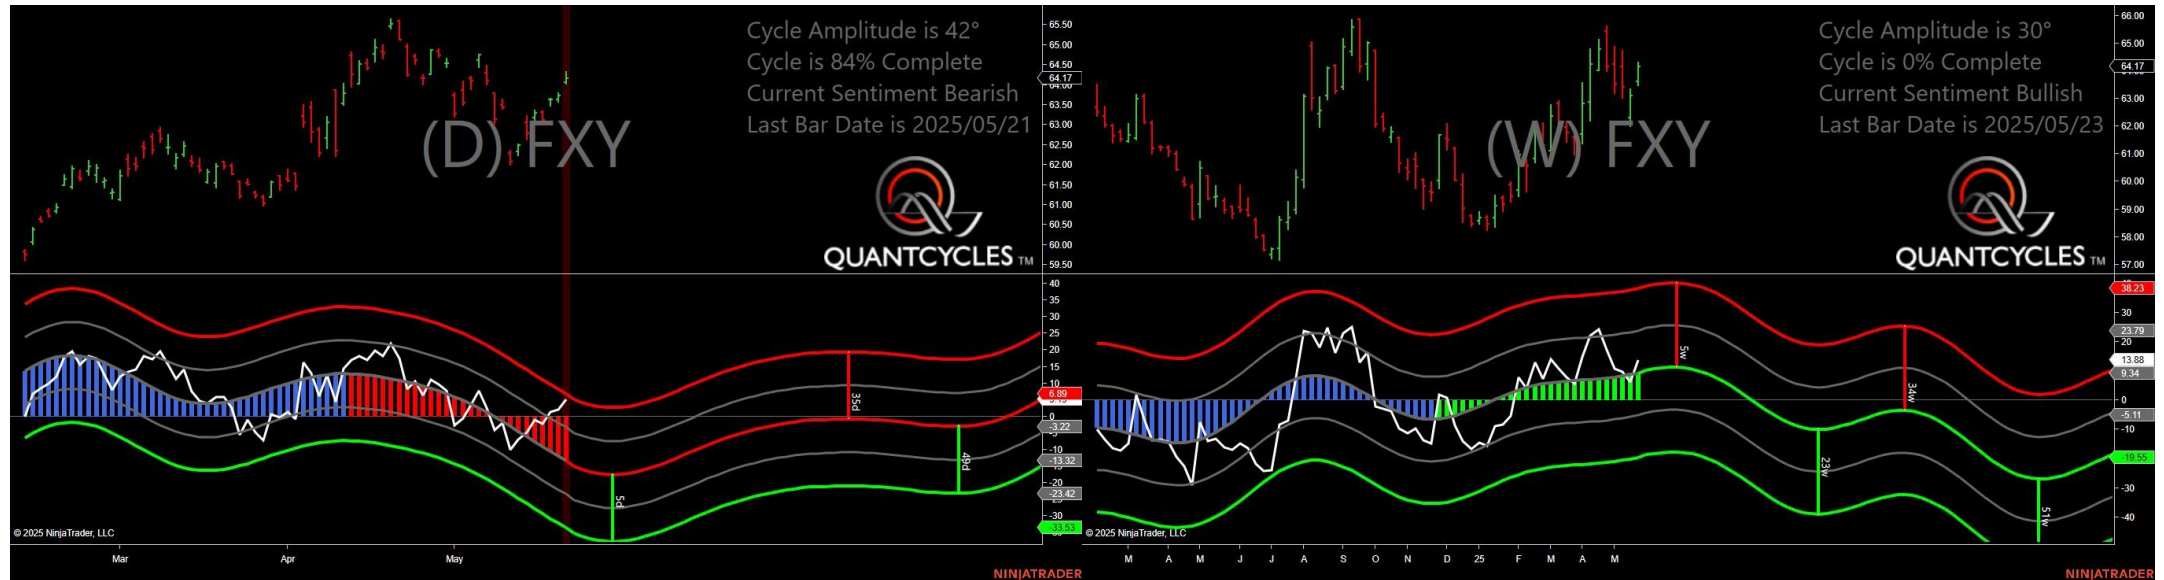 Cycle Amplitude is 42°
Cycle is 84% Complete
Current Sentiment Bearish
Last Bar Date is 2025/05/21
(D) FXY
QUANTCYCLES TM
65.50
65.00
64.50
64.17
64.00
63.50
63.00
62.50
62.00
61.50
61.00
60.50
60.00
59.50
40
35
30
25
20
15
10
6.89
0
-3.22
-10
-13.32
-20
-23.42
-30
-33.53
5d
35d
49d
© 2025 NinjaTrader, LLC
Mar
Apr
May
NINJATRADER
Cycle Amplitude is 30°
Cycle is 0% Complete
Current Sentiment Bullish
Last Bar Date is 2025/05/23
(W) FXY
QUANTCYCLES TM
66.00
65.00
64.17
63.00
62.00
61.00
60.00
59.00
58.00
57.00
38.23
30
23.79
20
13.88
9.34
0
-5.11
-10
-19.55
-30
-40
5w
23w
34w
51w
© 2025 NinjaTrader, LLC
M A M J J A S O N D 25 F M A M
NINJATRADER